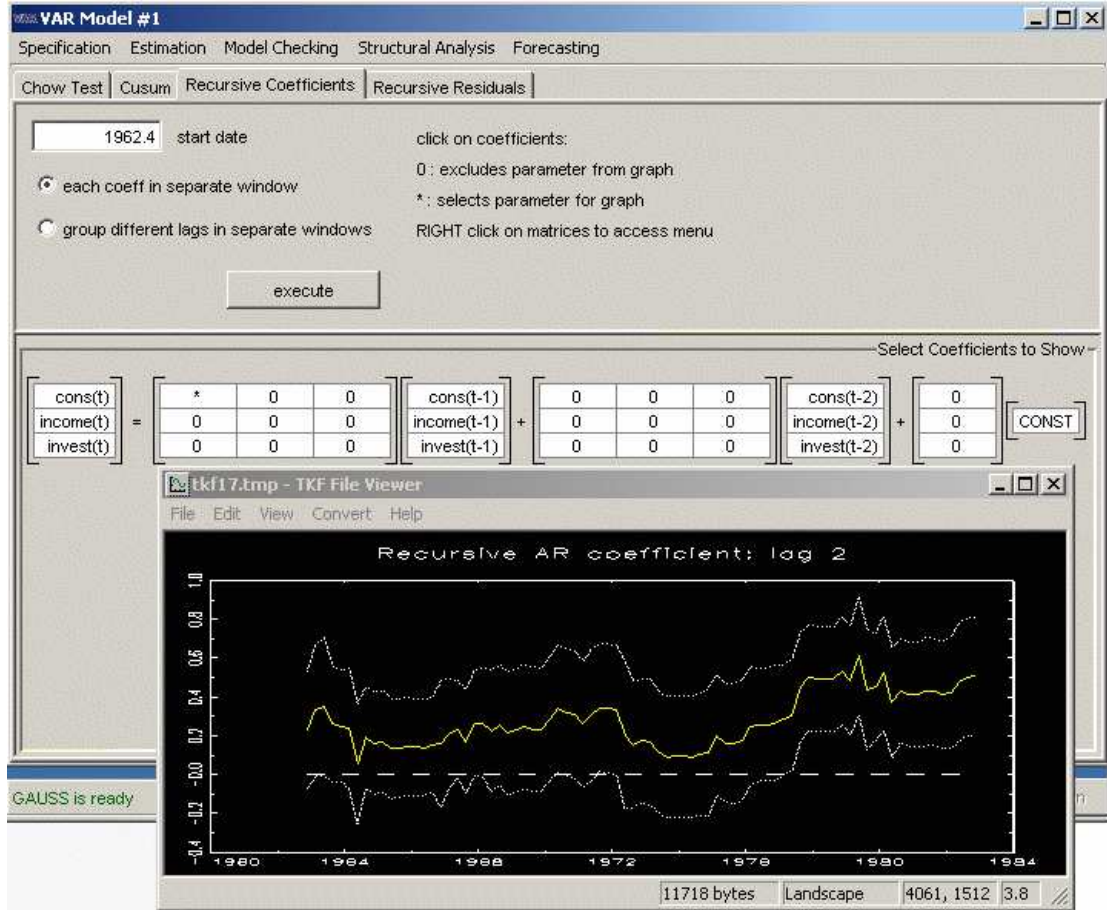 VAR Model #1
Specification Estimation Model Checking Structural Analysis Forecasting
Chow Test Cusum Recursive Coefficients Recursive Residuals
1962.4 start date
each coeff in separate window
group different lags in separate windows
execute
click on coefficients:
0 : excludes parameter from graph
* : selects parameter for graph
RIGHT click on matrices to access menu
Select Coefficients to Show
cons(t) * 0 0 cons(t-1) 0 0 0 cons(t-2) 0
income(t) = 0 0 0 income(t-1) + 0 0 0 income(t-2) + 0 CONST
invest(t) 0 0 0 invest(t-1) 0 0 0 invest(t-2) 0
tkf17.tmp - TKF File Viewer
File Edit View Convert Help
Recursive AR coefficient: lag 2
1.0
0.8
0.6
0.4
0.2
-0.0
-0.2
-0.4
1960 1964 1968 1972 1976 1980 1984
11718 bytes Landscape 4061, 1512 3.8
GAUSS is ready